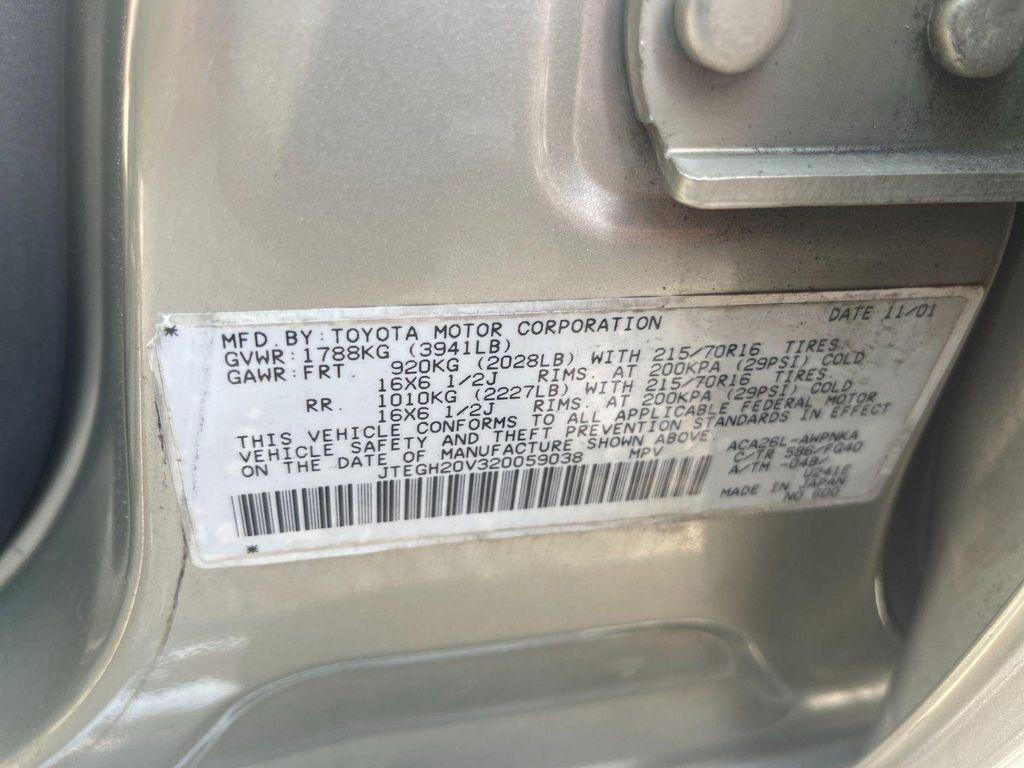 DATE 11/01
MFD. BY: TOYOTA MOTOR CORPORATION
GVWR: 1788KG (3941LB)
GAWR: FRT. 920KG (2028LB) WITH 215/70R16 TIRES
16X6 1/2J RIMS. AT 200KPA (29PSI) COLD
RR. 1010KG (2227LB) WITH 215/70R16 TIRES.
16X6 1/2J RIMS. AT 200KPA (29PSI) COLD
THIS VEHICLE CONFORMS TO ALL APPLICABLE FEDERAL MOTOR
VEHICLE SAFETY AND THEFT PREVENTION STANDARDS IN EFFECT
ON THE DATE OF MANUFACTURE SHOWN ABOVE.
JTEGH20V320059038 MPV
ACA26L-AWPNKA
C/TR 586/FG40
A/TM -04B/
U241E
MADE IN JAPAN
NO 600